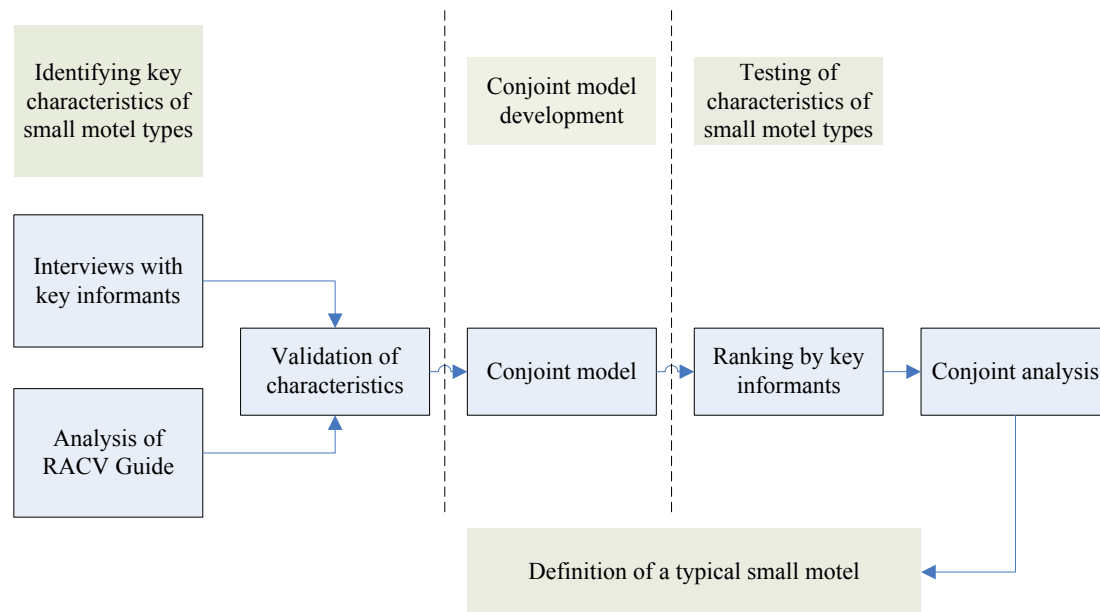 Identifying key
characteristics of
small motel types
Conjoint model
development
Testing of
characteristics of
small motel types
Interviews with
key informants
Validation of
characteristics
Conjoint model
Ranking by key
informants
Conjoint analysis
Analysis of
RACV Guide
Definition of a typical small motel